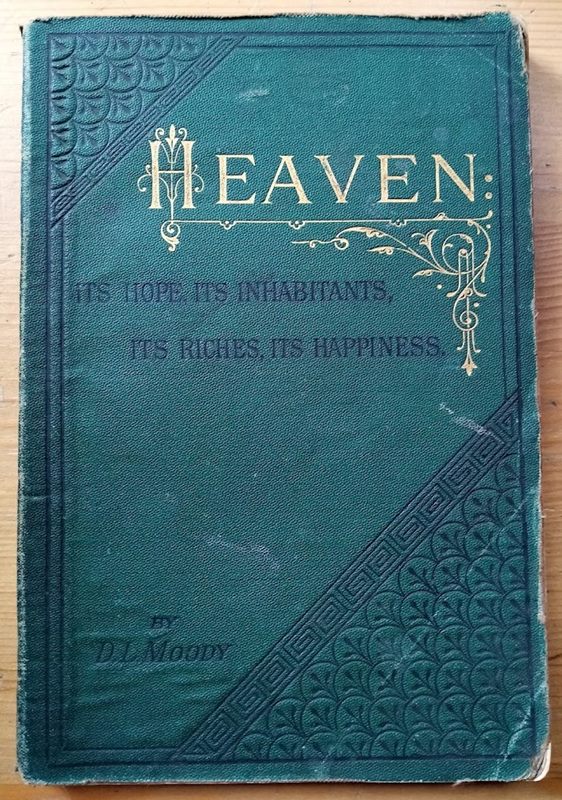 HEAVEN:
ITS HOPE, ITS INHABITANTS,
ITS RICHES, ITS HAPPINESS.
BY
D. L. MOODY